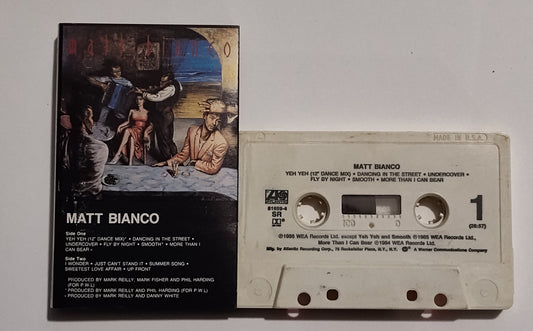 matt bianco
MATT BIANCO
Side One
YEH YEH (12" DANCE MIX)* • DANCING IN THE STREET •
UNDERCOVER • FLY BY NIGHT • SMOOTH* • MORE THAN I
CAN BEAR •
Side Two
I WONDER • JUST CAN'T STAND IT • SUMMER SONG •
SWEETEST LOVE AFFAIR • UP FRONT
PRODUCED BY MARK REILLY, MARK FISHER AND PHIL HARDING
(FOR P.W.L)
*PRODUCED BY MARK REILLY AND PHIL HARDING
(FOR P.W.L)
PRODUCED BY MARK REILLY AND DANNY WHITE
MADE IN U.S.A.
MATT BIANCO
YEH YEH (12" DANCE MIX) • DANCING IN THE STREET • UNDERCOVER •
FLY BY NIGHT • SMOOTH • MORE THAN I CAN BEAR
ATLANTIC
81659-4
SR
1
(26:57)
℗1985 WEA Records Ltd. except Yeh Yeh and Smooth ℗1985 WEA Records Ltd.,
More Than I Can Bear ℗1984 WEA Records Ltd.
Mfg. by Atlantic Recording Corp., 75 Rockefeller Plaza, N.Y., N.Y. A Warner Communications Company